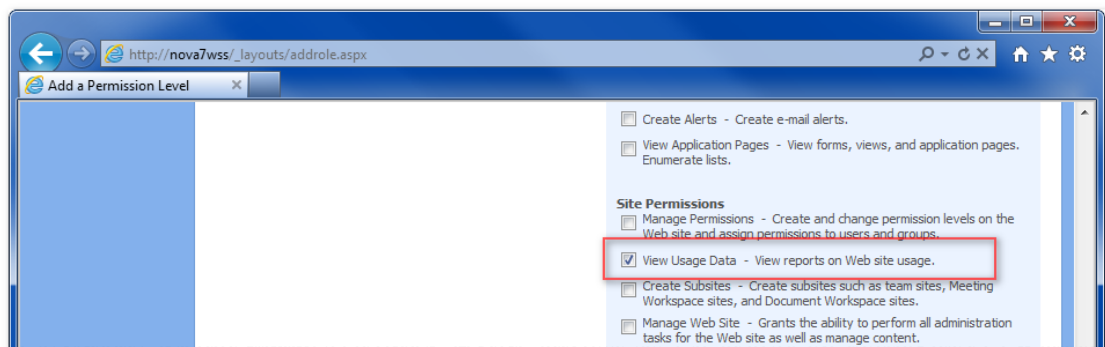 http://nova7wss/_layouts/addrole.aspx
Add a Permission Level
Create Alerts - Create e-mail alerts.
View Application Pages - View forms, views, and application pages.
Enumerate lists.
Site Permissions
Manage Permissions - Create and change permission levels on the
Web site and assign permissions to users and groups.
View Usage Data - View reports on Web site usage.
Create Subsites - Create subsites such as team sites, Meeting
Workspace sites, and Document Workspace sites.
Manage Web Site - Grants the ability to perform all administration
tasks for the Web site as well as manage content.